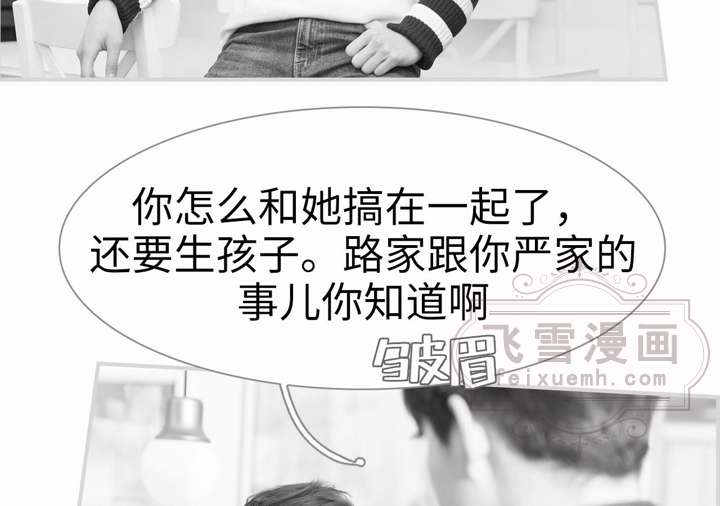 你怎么和她搞在一起了，
还要生孩子。路家跟你严家的
事儿你知道啊
皱眉
飞雪漫画
feixuemh.com